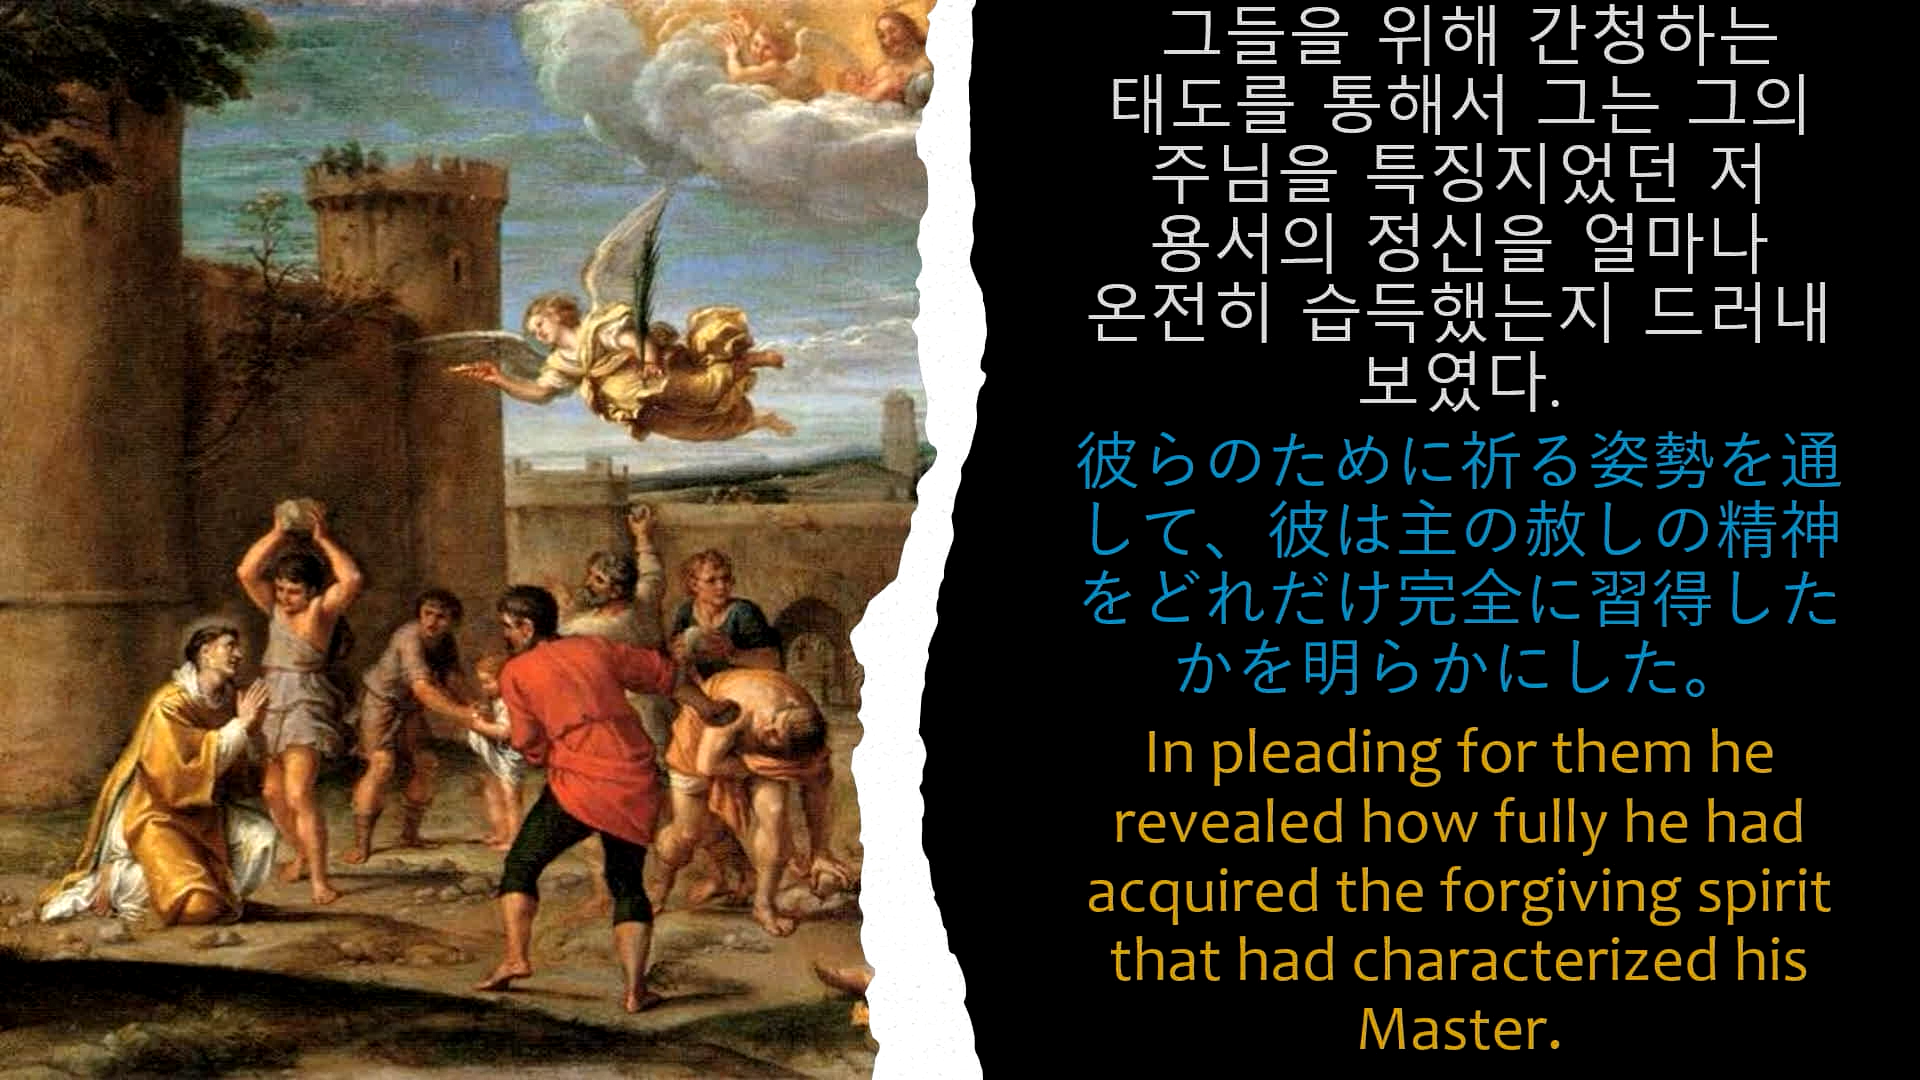 그들을 위해 간청하는
태도를 통해서 그는 그의
주님을 특징지었던 저
용서의 정신을 얼마나
온전히 습득했는지 드러내
보였다.
彼らのために祈る姿勢を通
して、彼は主の赦しの精神
をどれだけ完全に習得した
かを明らかにした。
In pleading for them he
revealed how fully he had
acquired the forgiving spirit
that had characterized his
Master.